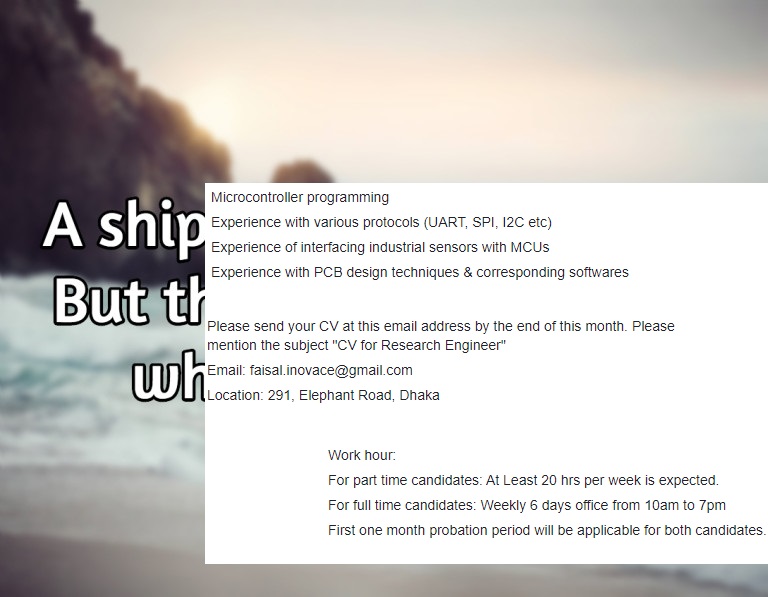 A ship
But th
wh
Microcontroller programming
Experience with various protocols (UART, SPI, I2C etc)
Experience of interfacing industrial sensors with MCUs
Experience with PCB design techniques & corresponding softwares
Please send your CV at this email address by the end of this month. Please
mention the subject "CV for Research Engineer"
Email: faisal.inovace@gmail.com
Location: 291, Elephant Road, Dhaka
Work hour:
For part time candidates: At Least 20 hrs per week is expected.
For full time candidates: Weekly 6 days office from 10am to 7pm
First one month probation period will be applicable for both candidates.